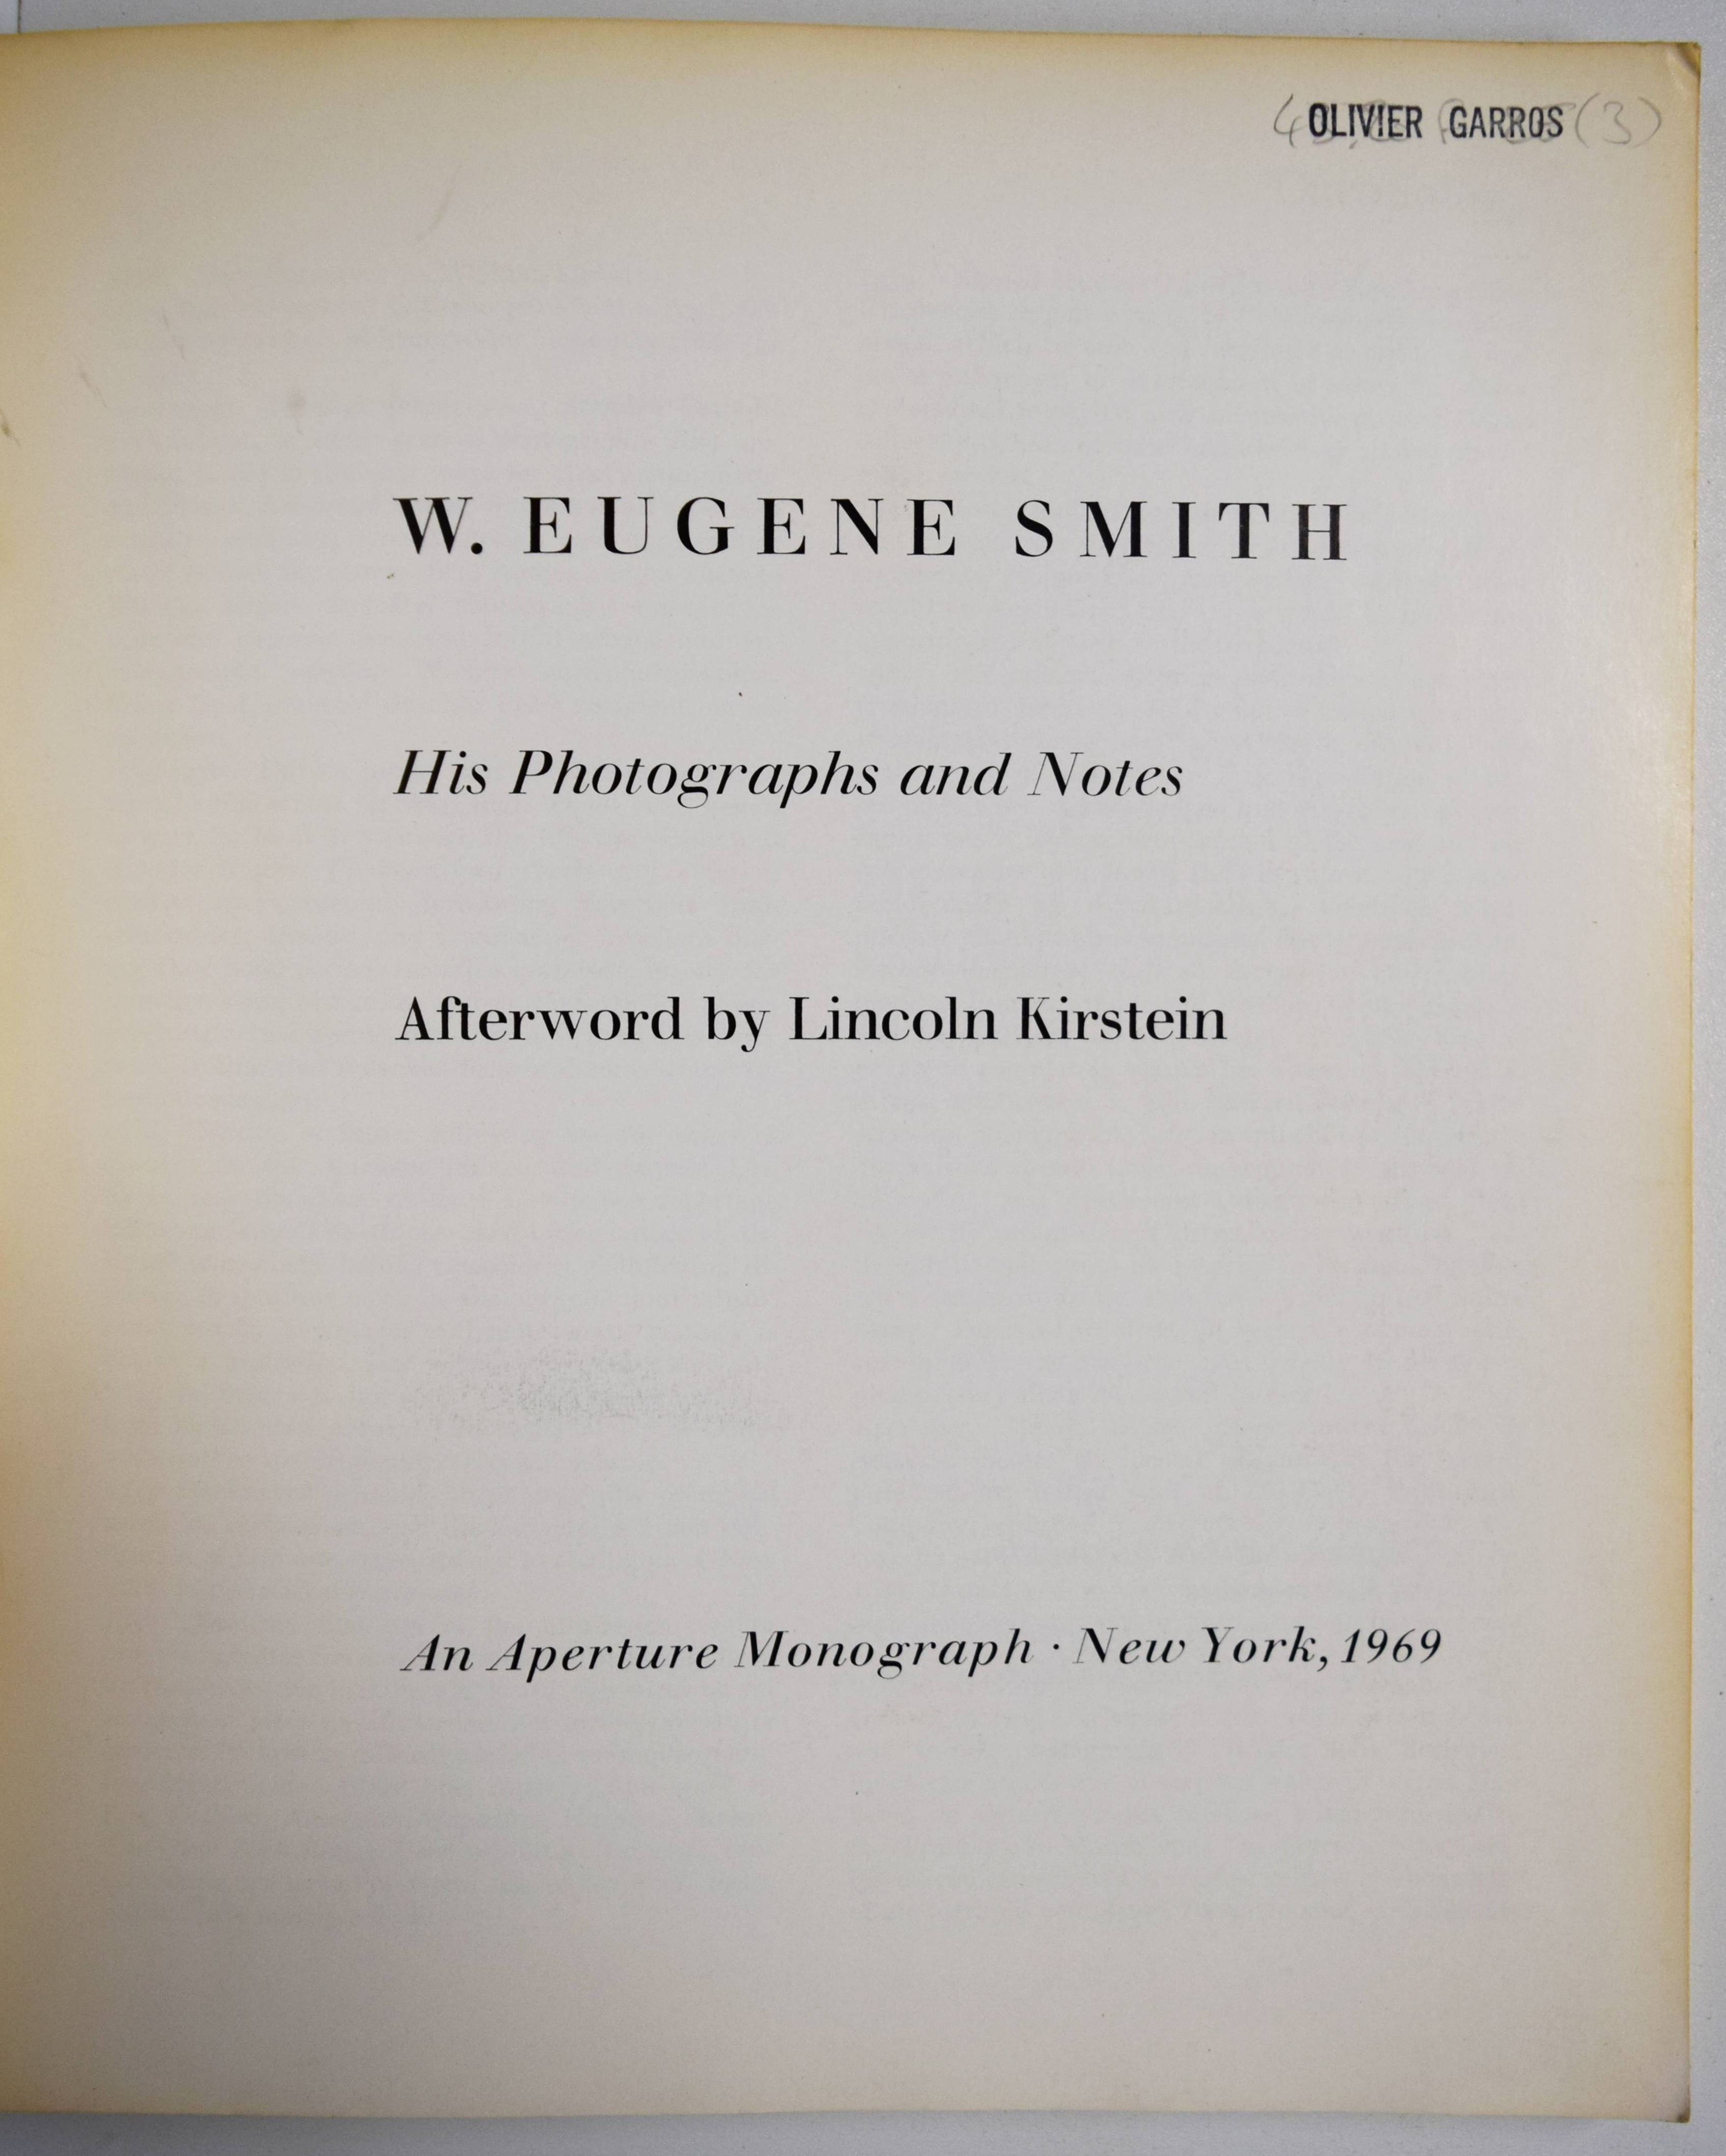 OLIVIER GARROS (3)
W. EUGENE SMITH
His Photographs and Notes
Afterword by Lincoln Kirstein
An Aperture Monograph · New York, 1969